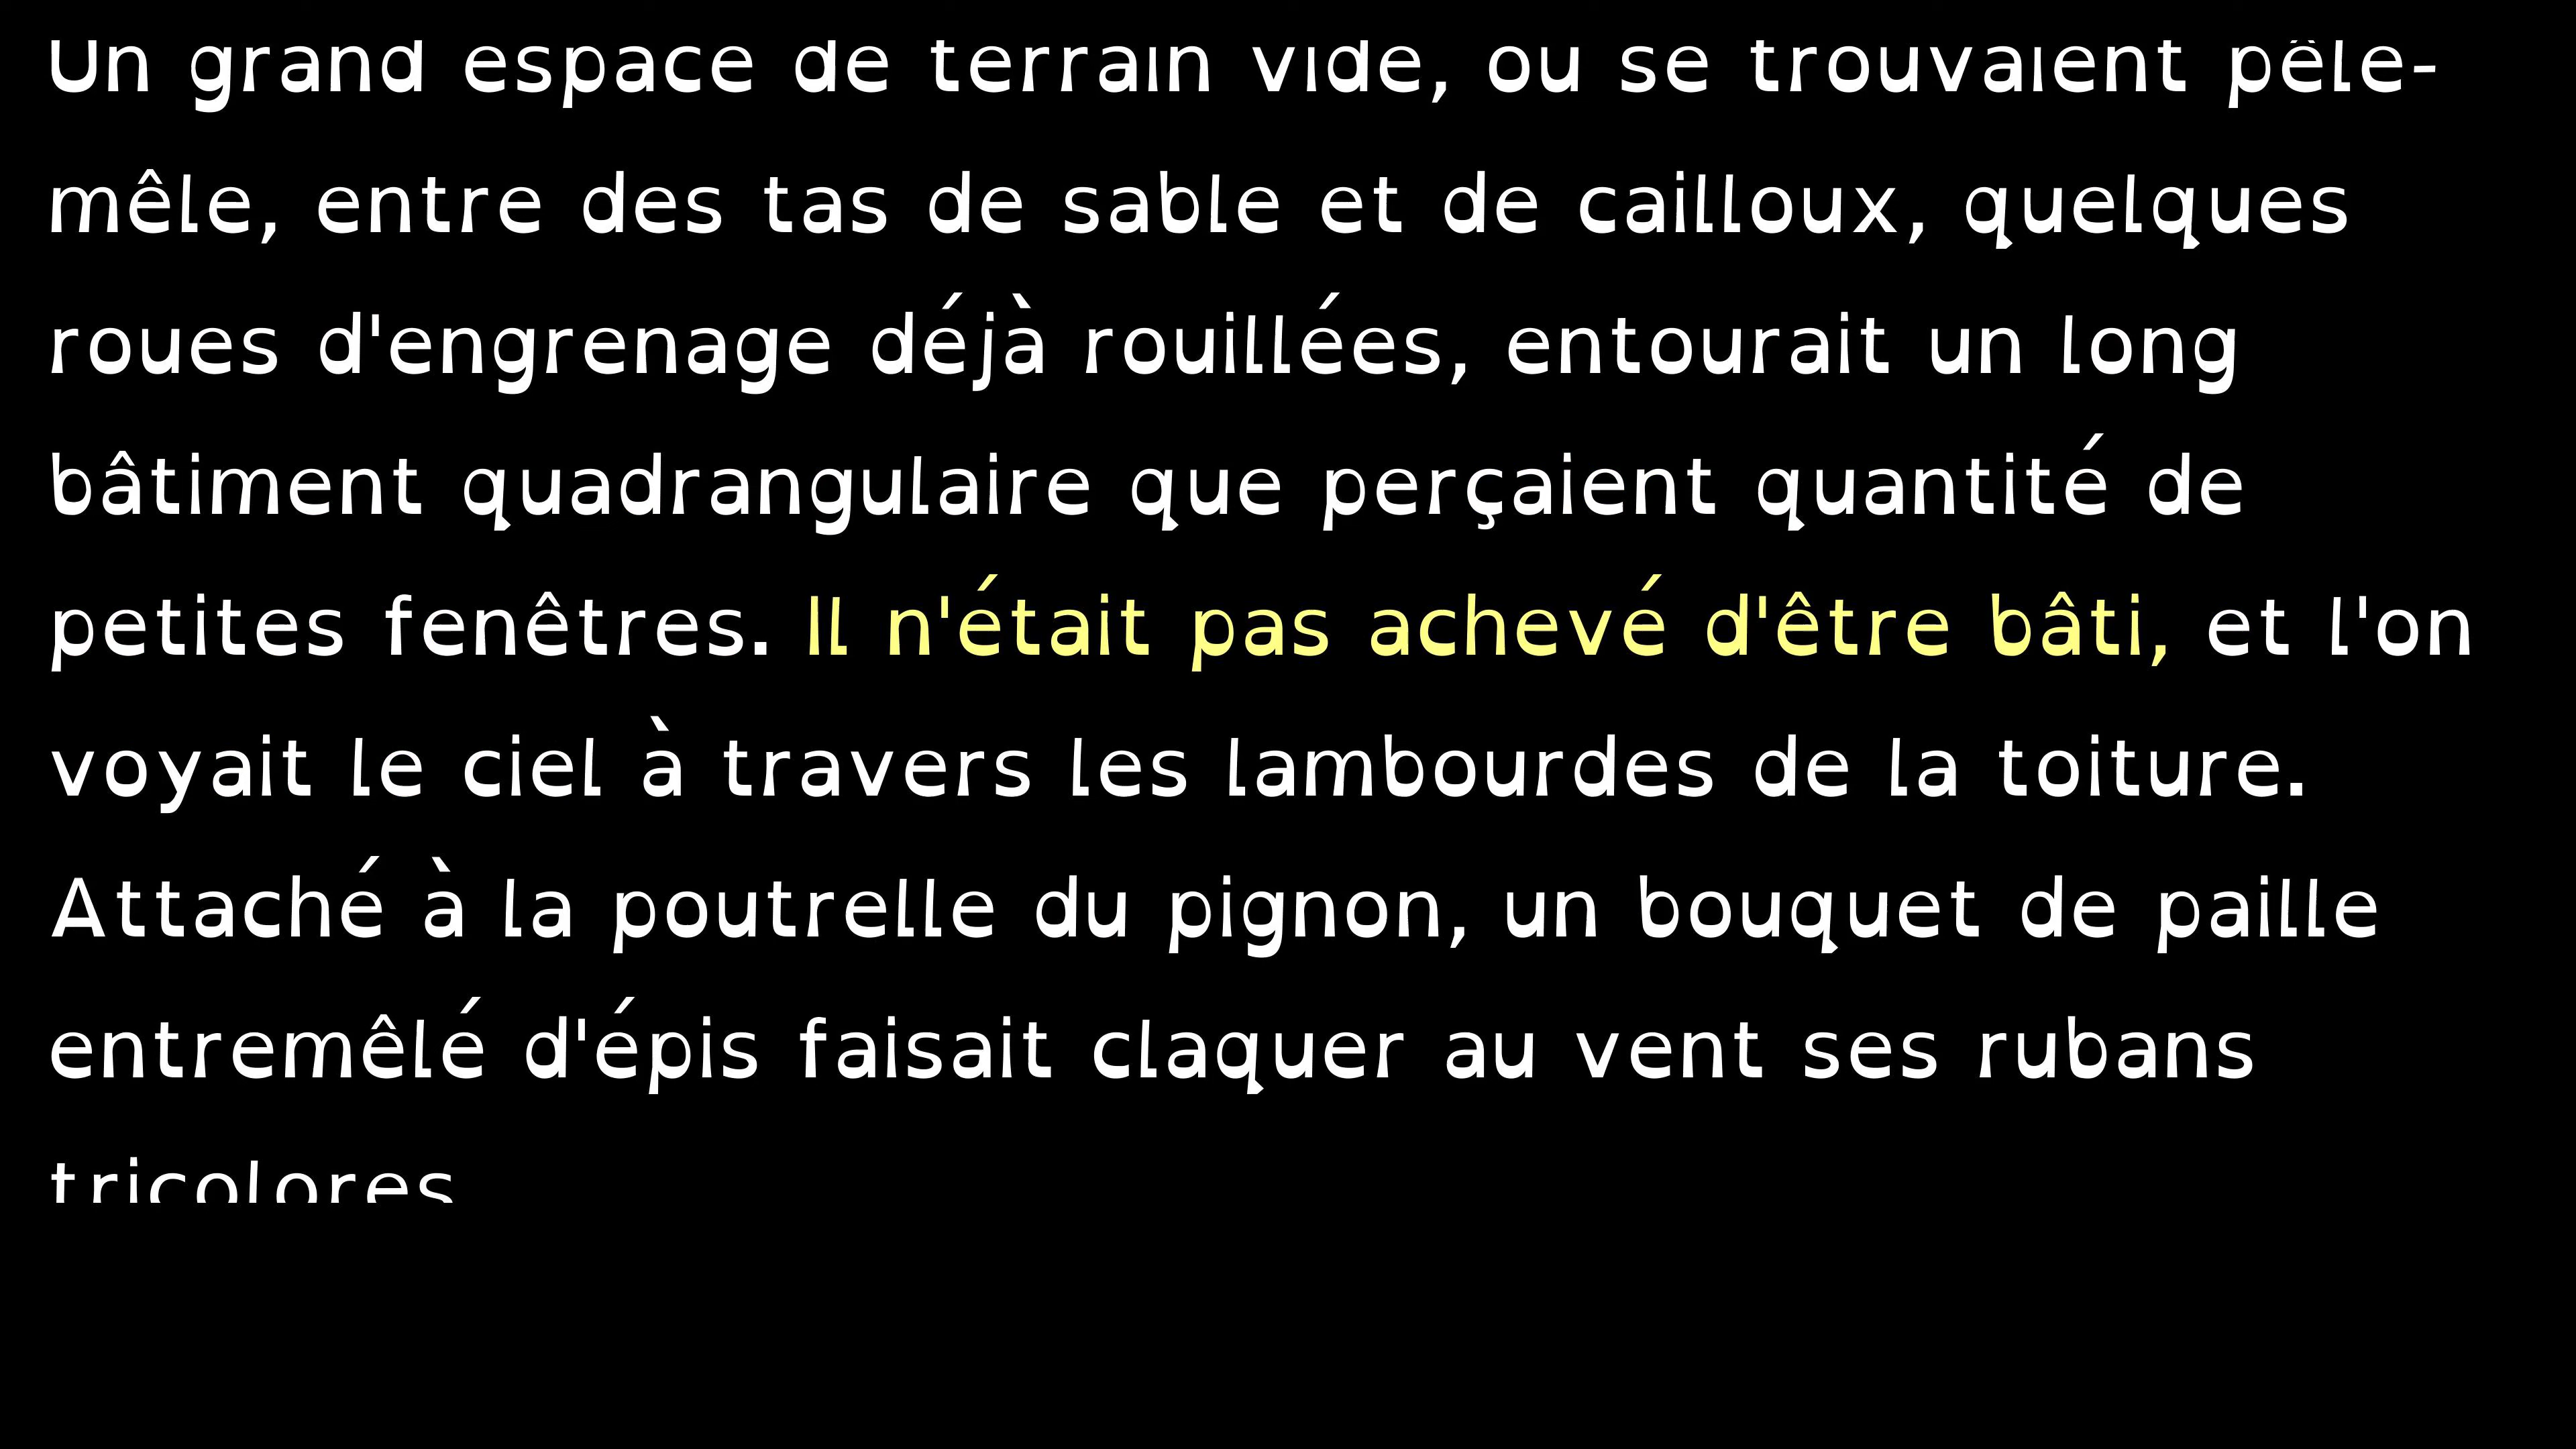 Un grand espace de terrain vide, où se trouvaient pêle-
mêle, entre des tas de sable et de cailloux, quelques
roues d'engrenage déjà rouillées, entourait un long
bâtiment quadrangulaire que perçaient quantité de
petites fenêtres. Il n'était pas achevé d'être bâti, et l'on
voyait le ciel à travers les lambourdes de la toiture.
Attaché à la poutrelle du pignon, un bouquet de paille
entremêlé d'épis faisait claquer au vent ses rubans
tricolores